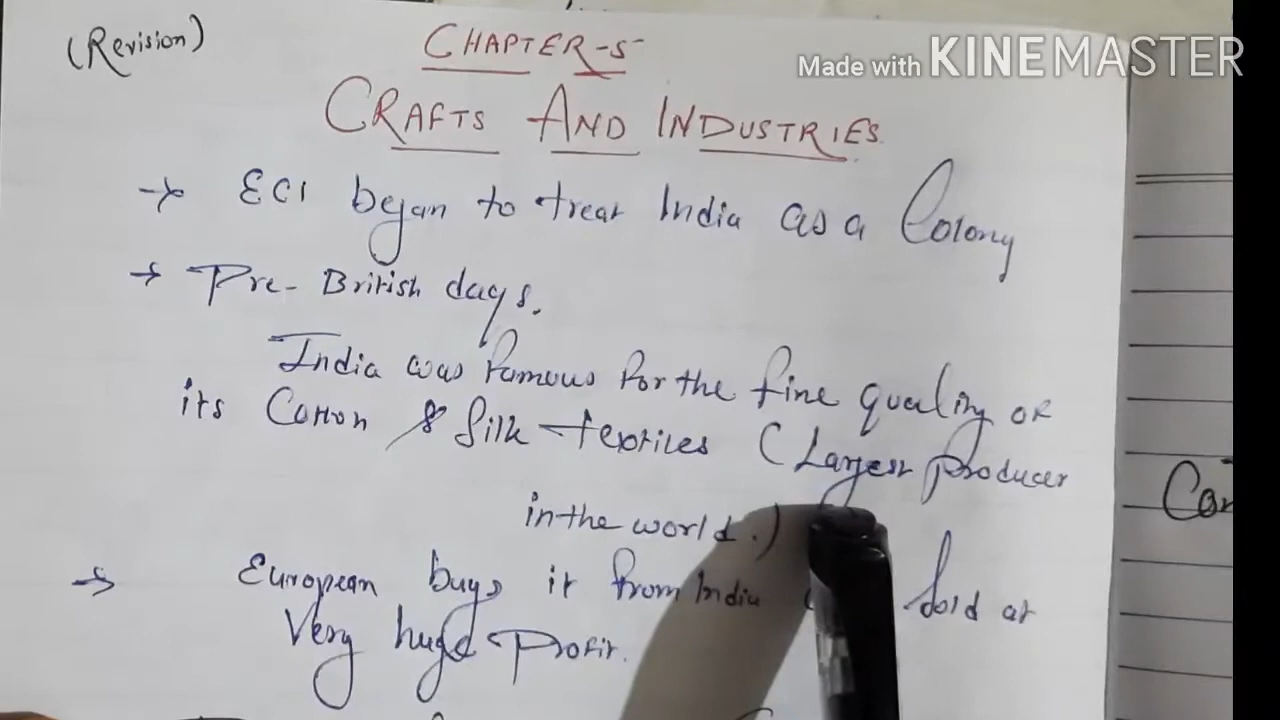 (Revision)
CHAPTER-5
Made with KINEMASTER
CRAFTS AND INDUSTRIES
→ ECI began to treat India as a Colony
→ Pre-British days.
India was famous for the fine quality of
its Cotton & Silk textiles (Largest producer
in the world.)
→ European buys it from India sold at
Very huge Profit.